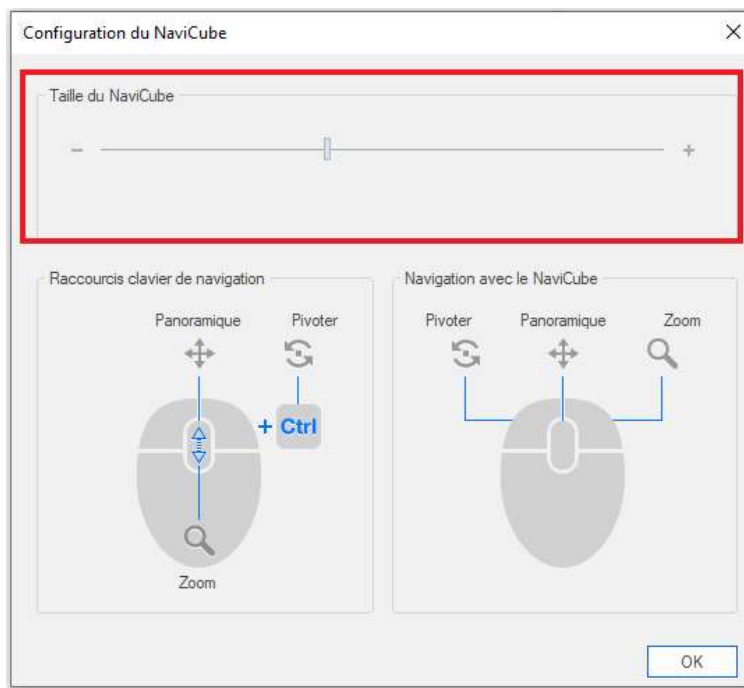 Configuration du NaviCube
Taille du NaviCube
- +
Raccourcis clavier de navigation
Panoramique Pivoter
+ Ctrl
Zoom
Navigation avec le NaviCube
Pivoter Panoramique Zoom
OK